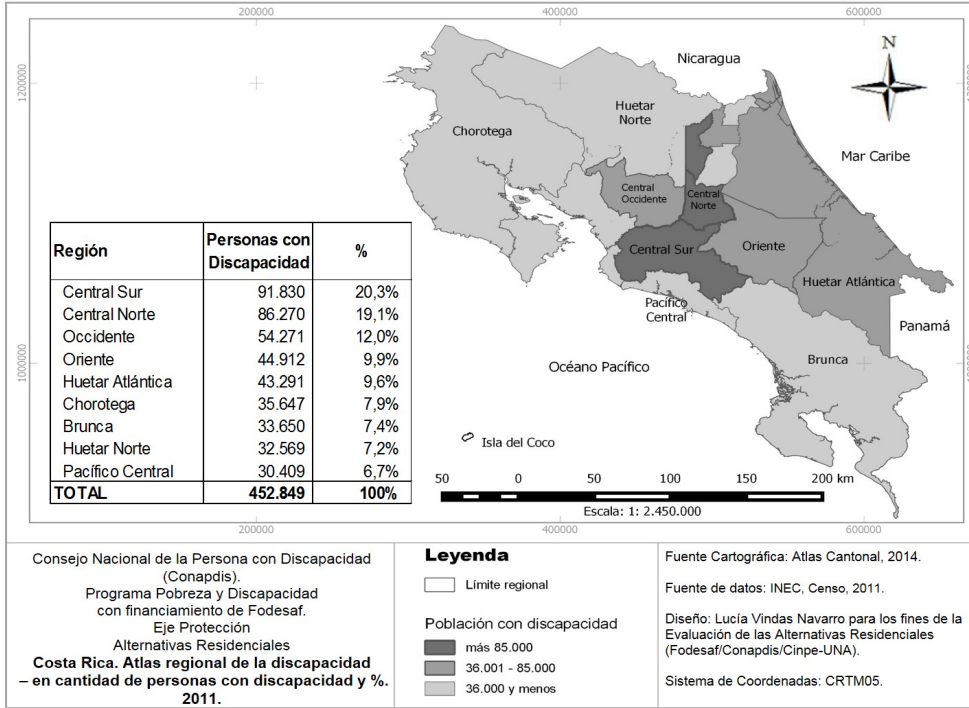 200000
400000
600000
1200000
1200000
Nicaragua
N
Huetar
Norte
Chorotega
Mar Caribe
Central
Occidente
Central
Norte
Central Sur
Oriente
Huetar Atlántica
Pacífico
Central
Panamá
Brunca
Océano Pacífico
Isla del Coco
Región Personas con Discapacidad %
Central Sur 91.830 20,3%
Central Norte 86.270 19,1%
Occidente 54.271 12,0%
Oriente 44.912 9,9%
Huetar Atlántica 43.291 9,6%
Chorotega 35.647 7,9%
Brunca 33.650 7,4%
Huetar Norte 32.569 7,2%
Pacífico Central 30.409 6,7%
TOTAL 452.849 100%
1000000
1000000
50 0 50 100 150 200 km
Escala: 1: 2.450.000
200000
400000
600000
Consejo Nacional de la Persona con Discapacidad
(Conapdis).
Programa Pobreza y Discapacidad
con financiamiento de Fodesaf.
Eje Protección
Alternativas Residenciales
Costa Rica. Atlas regional de la discapacidad
– en cantidad de personas con discapacidad y %.
2011.
Leyenda
Límite regional
Población con discapacidad
más 85.000
36.001 - 85.000
36.000 y menos
Fuente Cartográfica: Atlas Cantonal, 2014.
Fuente de datos: INEC, Censo, 2011.
Diseño: Lucía Vindas Navarro para los fines de la
Evaluación de las Alternativas Residenciales
(Fodesaf/Conapdis/Cinpe-UNA).
Sistema de Coordenadas: CRTM05.